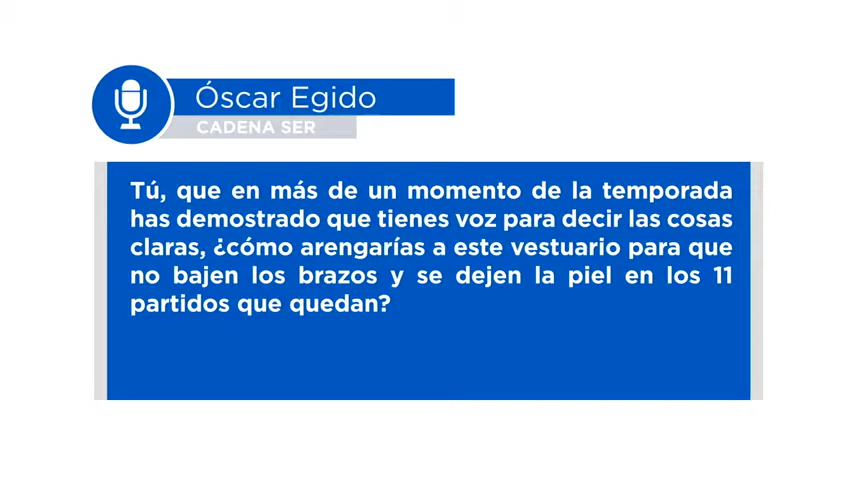 Óscar Egido
CADENA SER
Tú, que en más de un momento de la temporada
has demostrado que tienes voz para decir las cosas
claras, ¿cómo arengarías a este vestuario para que
no bajen los brazos y se dejen la piel en los 11
partidos que quedan?